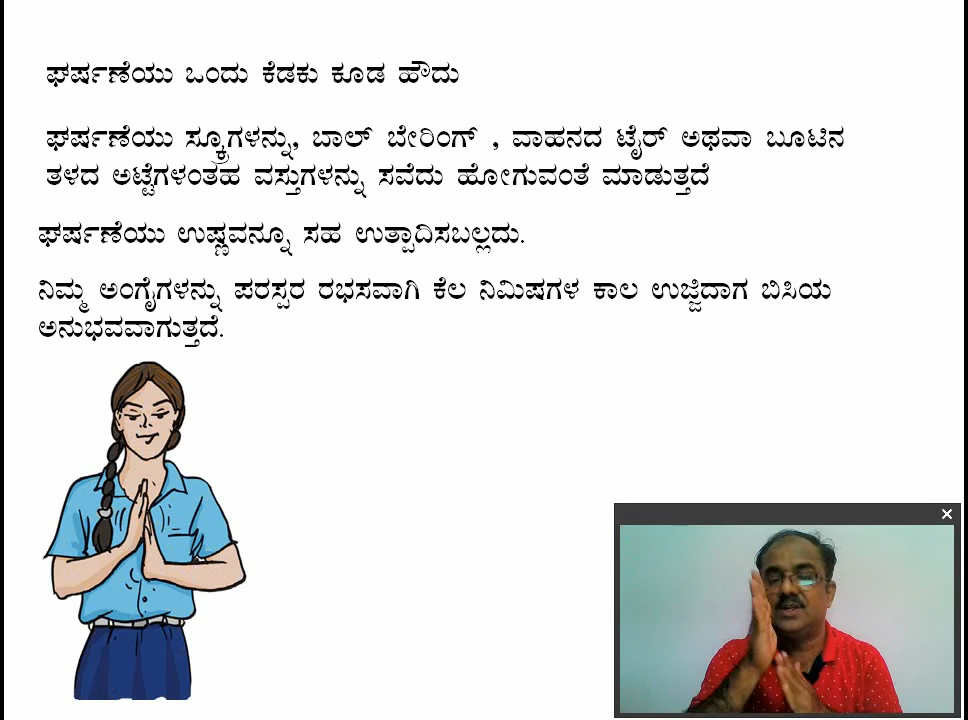 ಘರ್ಷಣೆಯು ಒಂದು ಕೆಡಕು ಕೂಡ ಹೌದು
ಘರ್ಷಣೆಯು ಸ್ಕ್ರೂಗಳನ್ನು, ಬಾಲ್ ಬೇರಿಂಗ್ , ವಾಹನದ ಟೈರ್ ಅಥವಾ ಬೂಟಿನ
ತಳದ ಅಟ್ಟೆಗಳಂತಹ ವಸ್ತುಗಳನ್ನು ಸವೆದು ಹೋಗುವಂತೆ ಮಾಡುತ್ತದೆ
ಘರ್ಷಣೆಯು ಉಷ್ಣವನ್ನೂ ಸಹ ಉತ್ಪಾದಿಸಬಲ್ಲದು.
ನಿಮ್ಮ ಅಂಗೈಗಳನ್ನು ಪರಸ್ಪರ ರಭಸವಾಗಿ ಕೆಲ ನಿಮಿಷಗಳ ಕಾಲ ಉಜ್ಜಿದಾಗ ಬಿಸಿಯ
ಅನುಭವವಾಗುತ್ತದೆ.